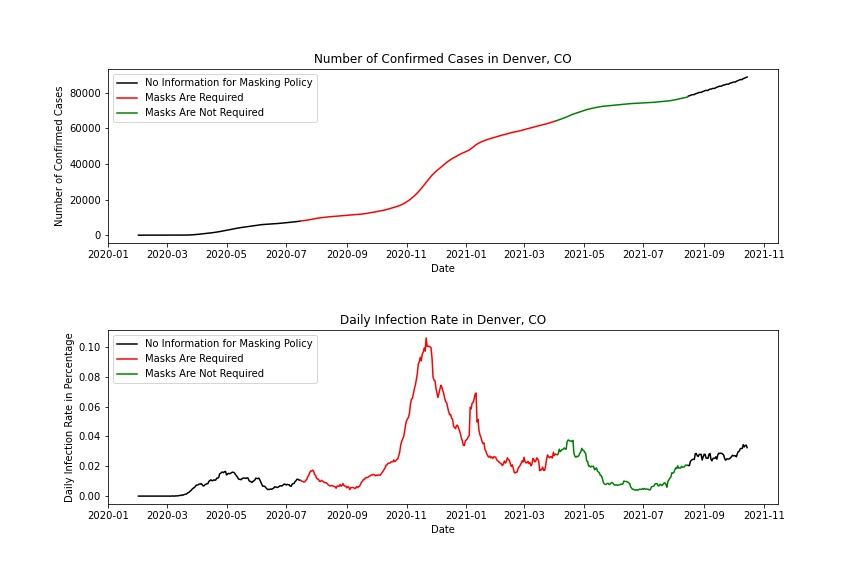 Number of Confirmed Cases in Denver, CO
No Information for Masking Policy
Masks Are Required
Masks Are Not Required
Number of Confirmed Cases
80000
60000
40000
20000
0
2020-01 2020-03 2020-05 2020-07 2020-09 2020-11 2021-01 2021-03 2021-05 2021-07 2021-09 2021-11
Date
Daily Infection Rate in Denver, CO
No Information for Masking Policy
Masks Are Required
Masks Are Not Required
Daily Infection Rate in Percentage
0.10
0.08
0.06
0.04
0.02
0.00
2020-01 2020-03 2020-05 2020-07 2020-09 2020-11 2021-01 2021-03 2021-05 2021-07 2021-09 2021-11
Date